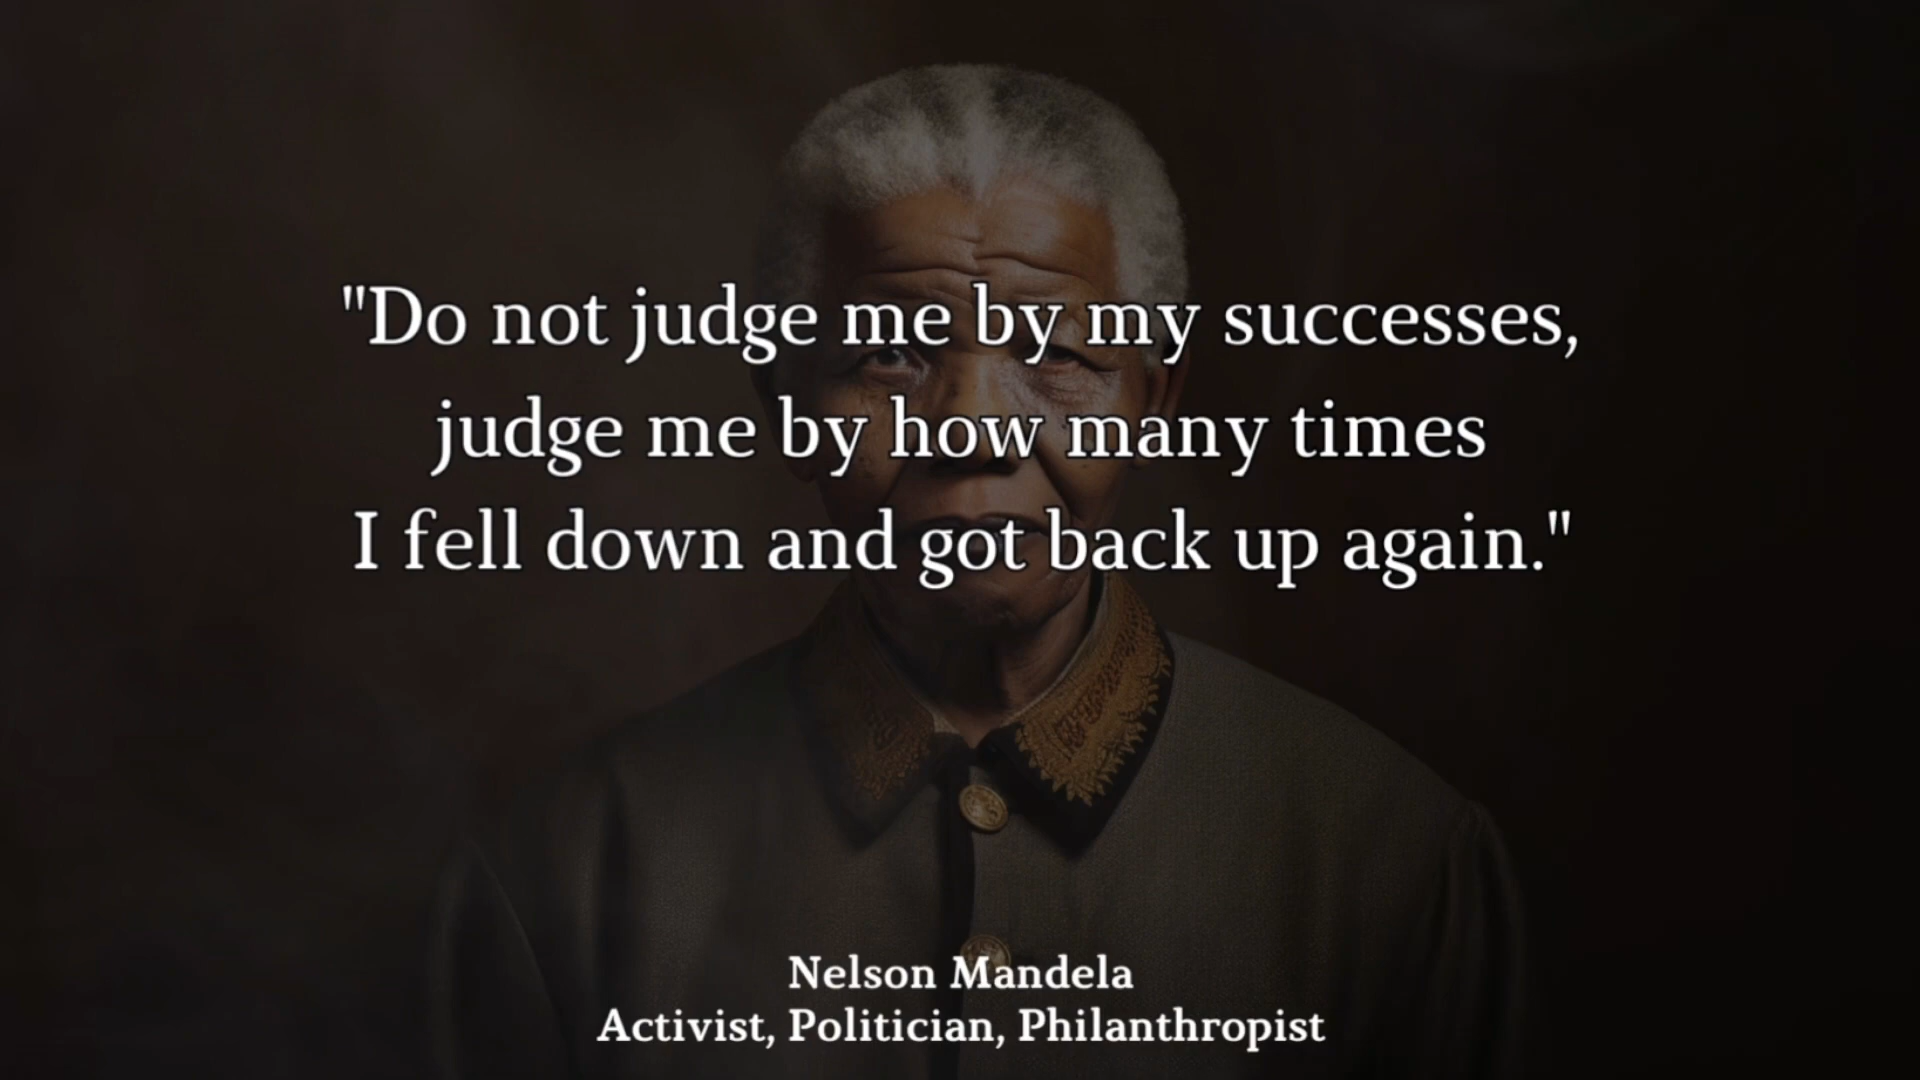 "Do not judge me by my successes,
judge me by how many times
I fell down and got back up again."
Nelson Mandela
Activist, Politician, Philanthropist